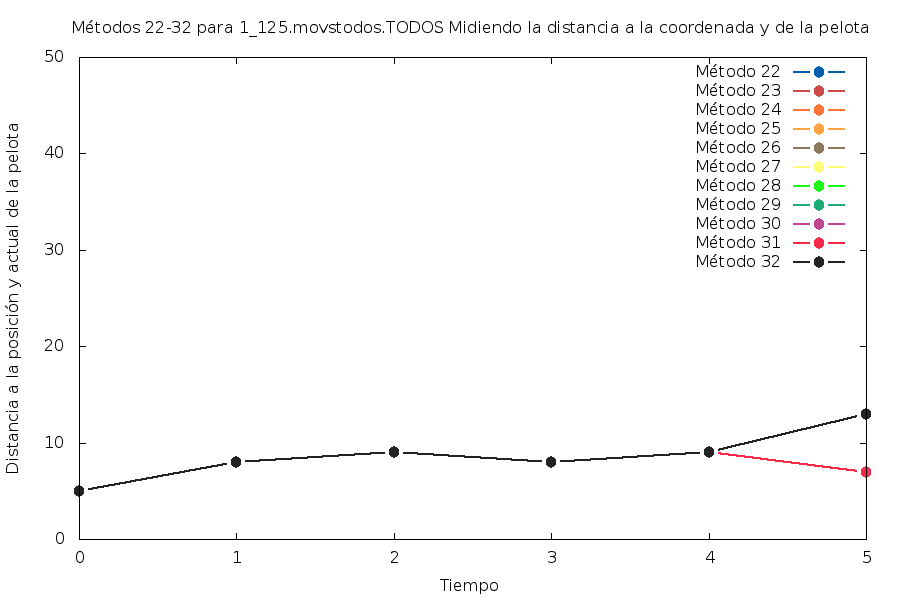 Métodos 22-32 para 1_125.movstodos.TODOS Midiendo la distancia a la coordenada y de la pelota
Distancia a la posición y actual de la pelota
50
40
30
20
10
0
Método 22
Método 23
Método 24
Método 25
Método 26
Método 27
Método 28
Método 29
Método 30
Método 31
Método 32
0 1 2 3 4 5
Tiempo